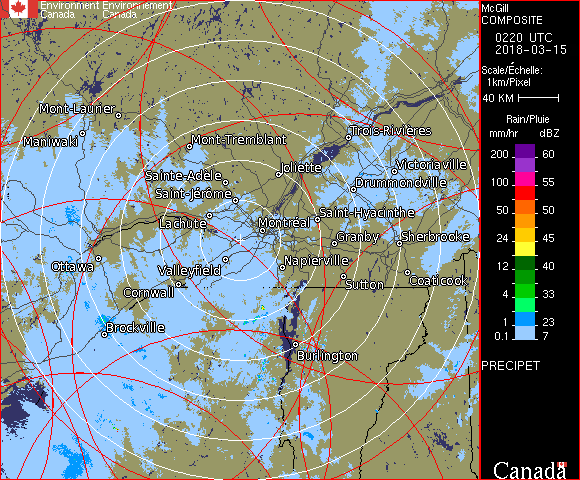 Environment Environnement
Canada Canada
Mont-Laurier
Maniwaki
Mont-Tremblant
Trois-Rivières
Sainte-Adèle
Joliette
Victoriaville
Saint-Jérôme
Drummondville
Lachute
Montréal
Saint-Hyacinthe
Granby
Sherbrooke
Ottawa
Valleyfield
Napierville
Cornwall
Sutton
Coaticook
Brockville
Burlington
McGill
COMPOSITE
0220 UTC
2018-03-15
Scale/Échelle:
1km/Pixel
40 KM
Rain/Pluie
mm/hr dBZ
200 60
100 55
50 50
24 45
12 40
4 33
1 23
0.1 7
PRECIPET
Canada